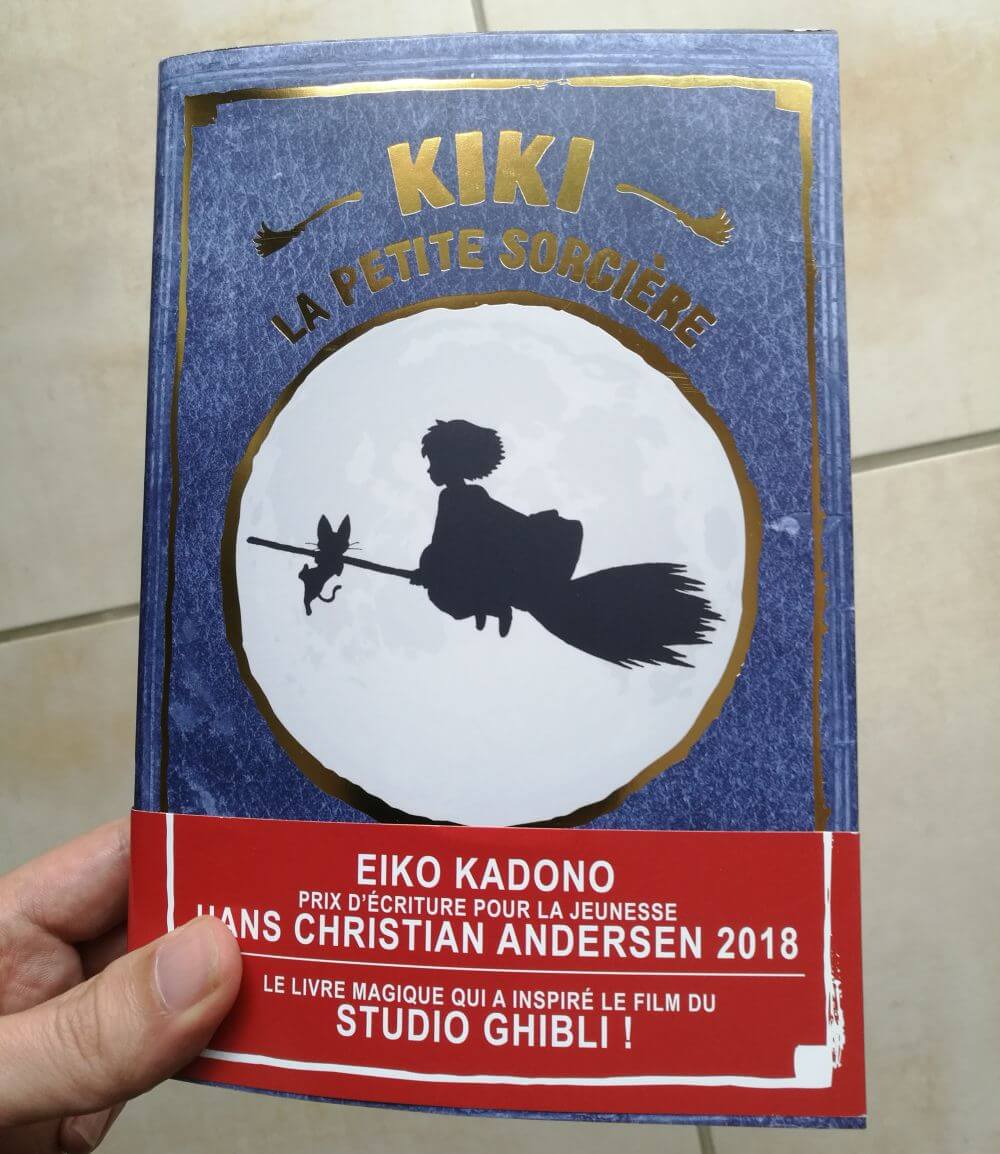 KIKI
LA PETITE SORCIÈRE
EIKO KADONO
PRIX D'ÉCRITURE POUR LA JEUNESSE
HANS CHRISTIAN ANDERSEN 2018
LE LIVRE MAGIQUE QUI A INSPIRÉ LE FILM DU
STUDIO GHIBLI !